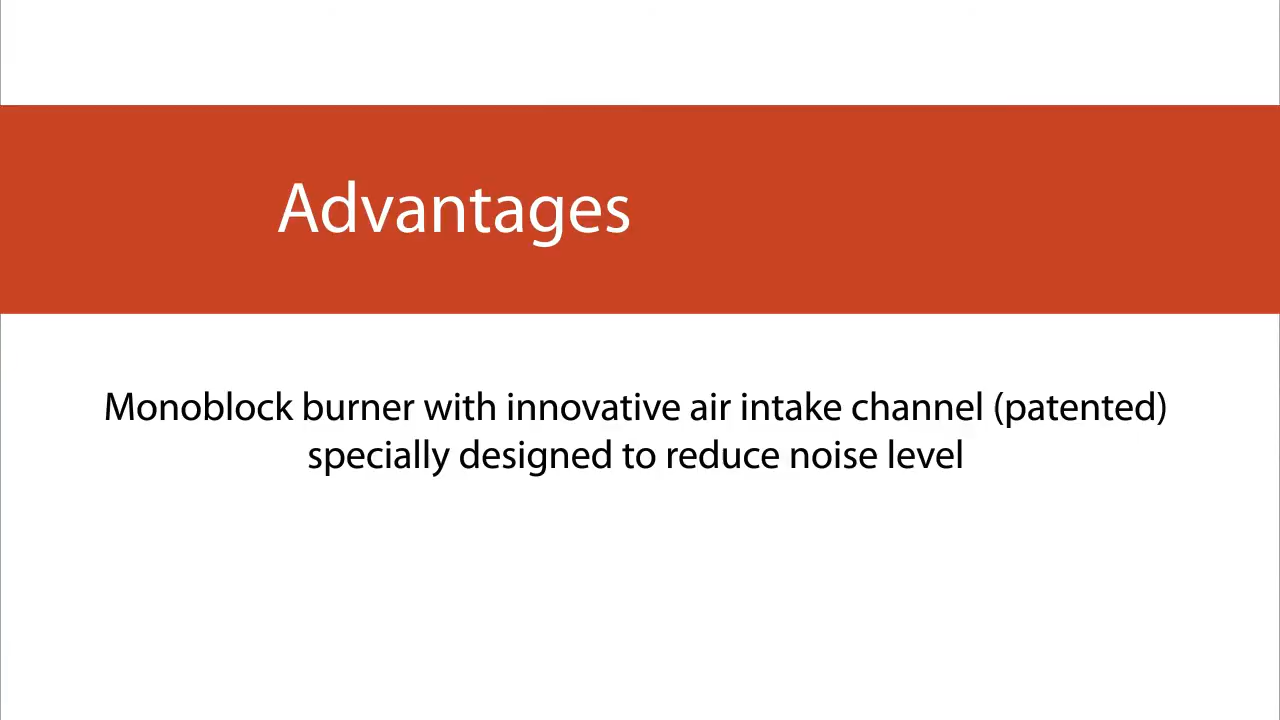 Advantages
Monoblock burner with innovative air intake channel (patented)
specially designed to reduce noise level